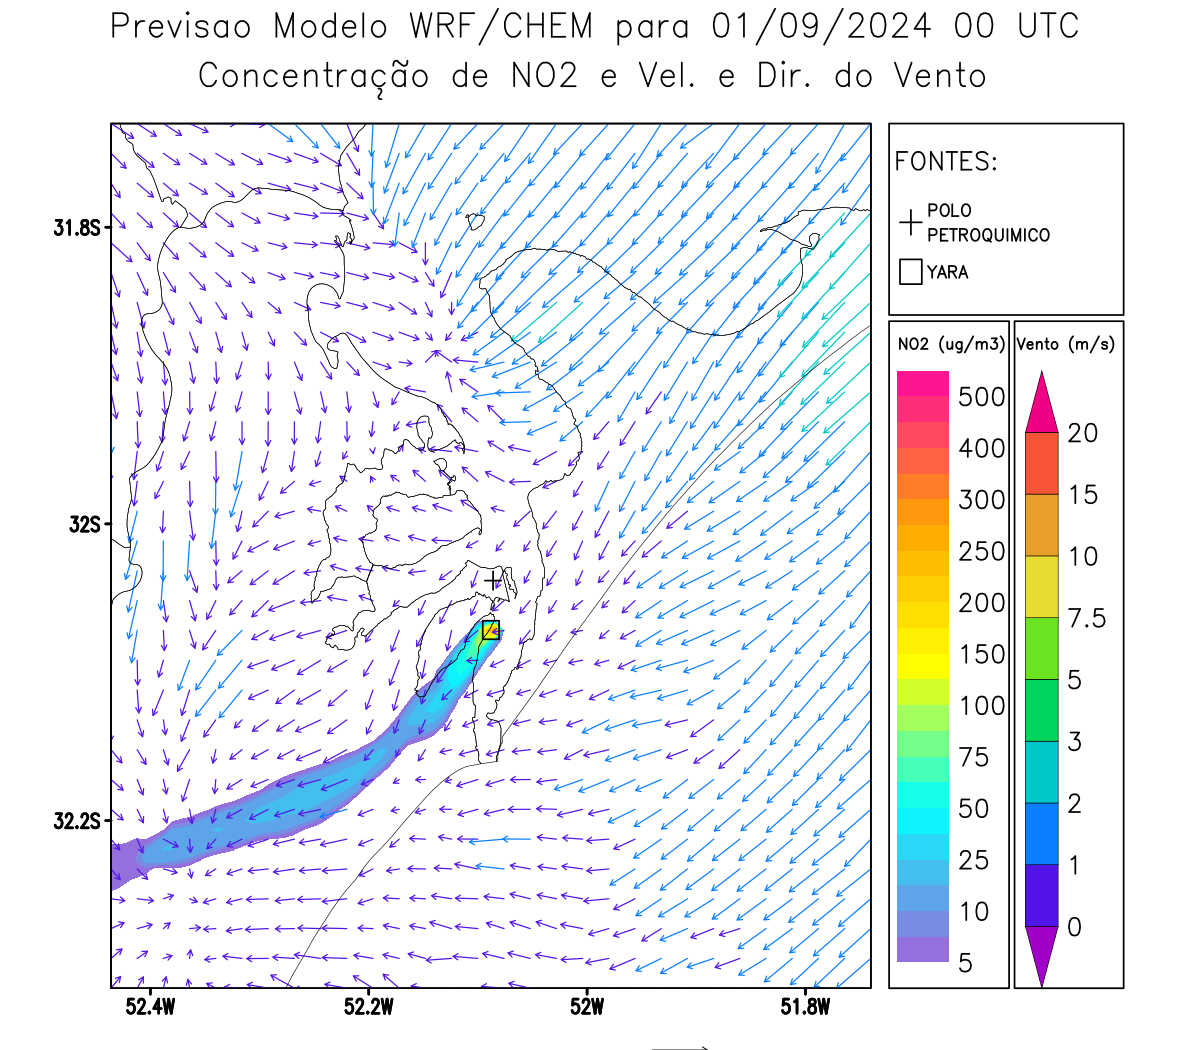 Previsao Modelo WRF/CHEM para 01/09/2024 00 UTC
Concentração de NO2 e Vel. e Dir. do Vento
FONTES:
POLO
PETROQUIMICO
YARA
NO2 (ug/m3)
500
400
300
250
200
150
100
75
50
25
10
5
Vento (m/s)
20
15
10
7.5
5
3
2
1
0
31.8S
32S
32.2S
52.4W
52.2W
52W
51.8W